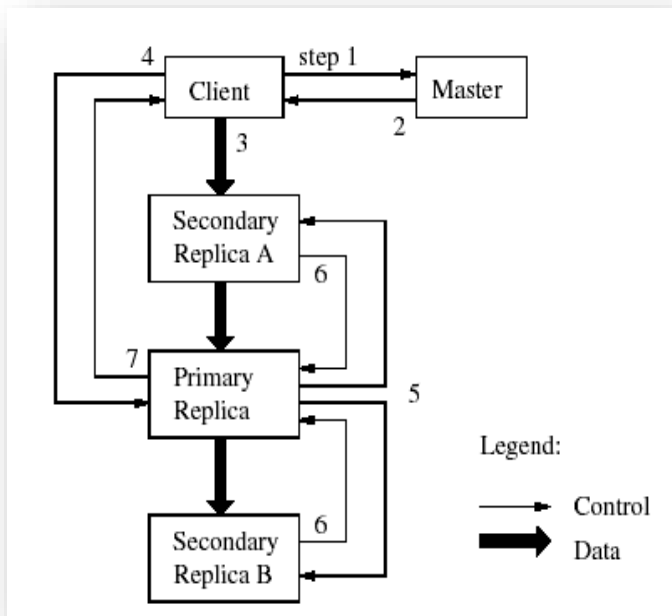 4
step 1
Client
Master
2
3
Secondary
Replica A
6
7
Primary
Replica
5
Legend:
Control
6
Secondary
Replica B
Data